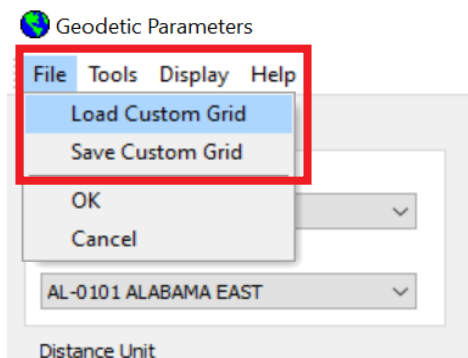 Geodetic Parameters
File Tools Display Help
Load Custom Grid
Save Custom Grid
OK
Cancel
AL-0101 ALABAMA EAST
Distance Unit